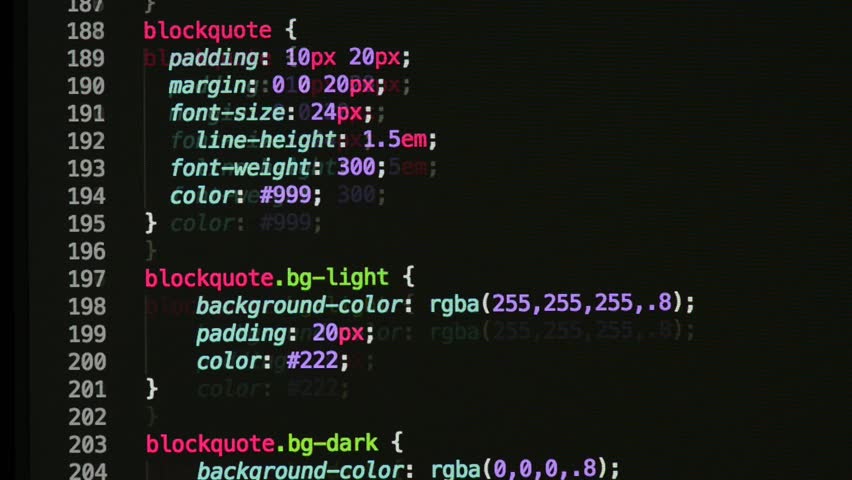 187 }
188 blockquote {
189 padding: 10px 20px;
190 margin: 0 0 20px;
191 font-size: 24px;
192 line-height: 1.5em;
193 font-weight: 300;
194 color: #999;
195 }
196
197 blockquote.bg-light {
198 background-color: rgba(255,255,255,.8);
199 padding: 20px;
200 color: #222;
201 }
202
203 blockquote.bg-dark {
204 background-color: rgba(0,0,0,.8);